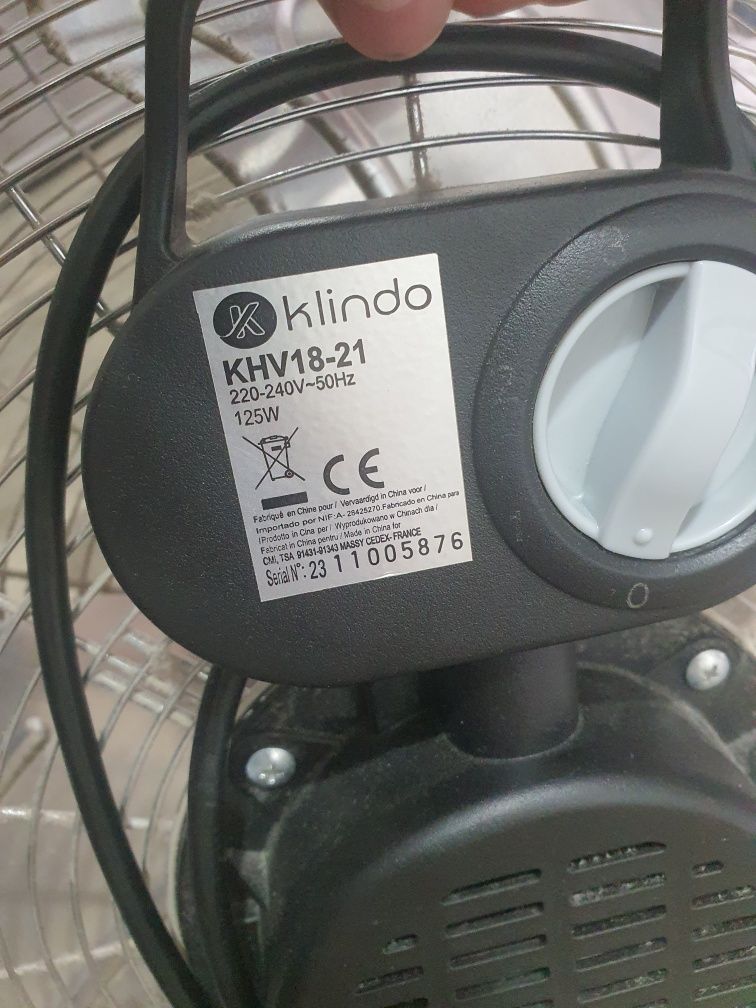 klindo
KHV18-21
220-240V~50Hz
125W
CE
Fabriqué en Chine pour / Vervaardigd in China voor /
Importado por NIF:A- 28425270.Fabricado en China para
/Prodotto in Cina per / Wyprodukowano w Chinach dla /
Fabricat in China pentru / Made in China for
CMI, TSA 91431-91343 MASSY CEDEX- FRANCE
Serial N°: 23 11005876
O